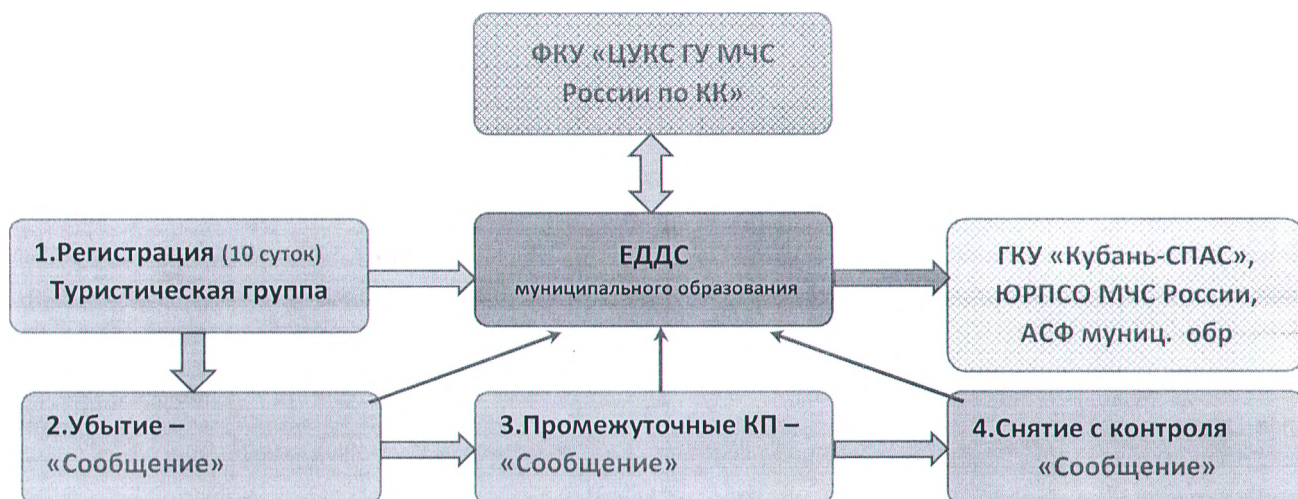 ФКУ «ЦУКС ГУ МЧС
России по КК»
1.Регистрация (10 суток)
Туристическая группа
ЕДДС
муниципального образования
ГКУ «Кубань-СПАС»,
ЮРПСО МЧС России,
АСФ муниц. обр
2.Убытие –
«Сообщение»
3.Промежуточные КП –
«Сообщение»
4.Снятие с контроля
«Сообщение»